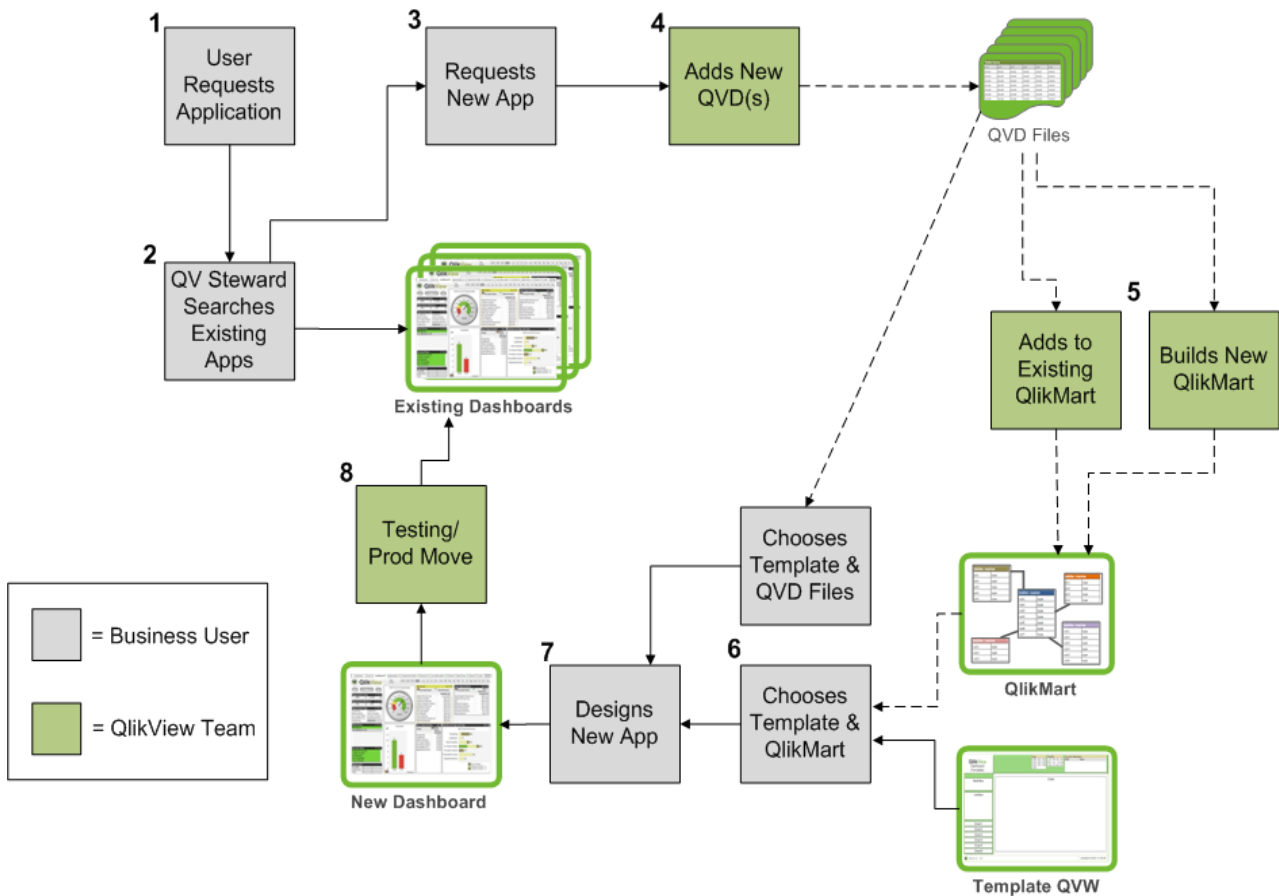 1
User
Requests
Application
3
Requests
New App
4
Adds New
QVD(s)
QVD Files
2
QV Steward
Searches
Existing
Apps
Existing Dashboards
5
Adds to
Existing
QlikMart
Builds New
QlikMart
8
Testing/
Prod Move
Chooses
Template &
QVD Files
= Business User
= QlikView Team
7
Designs
New App
6
Chooses
Template &
QlikMart
QlikMart
New Dashboard
Template QVW